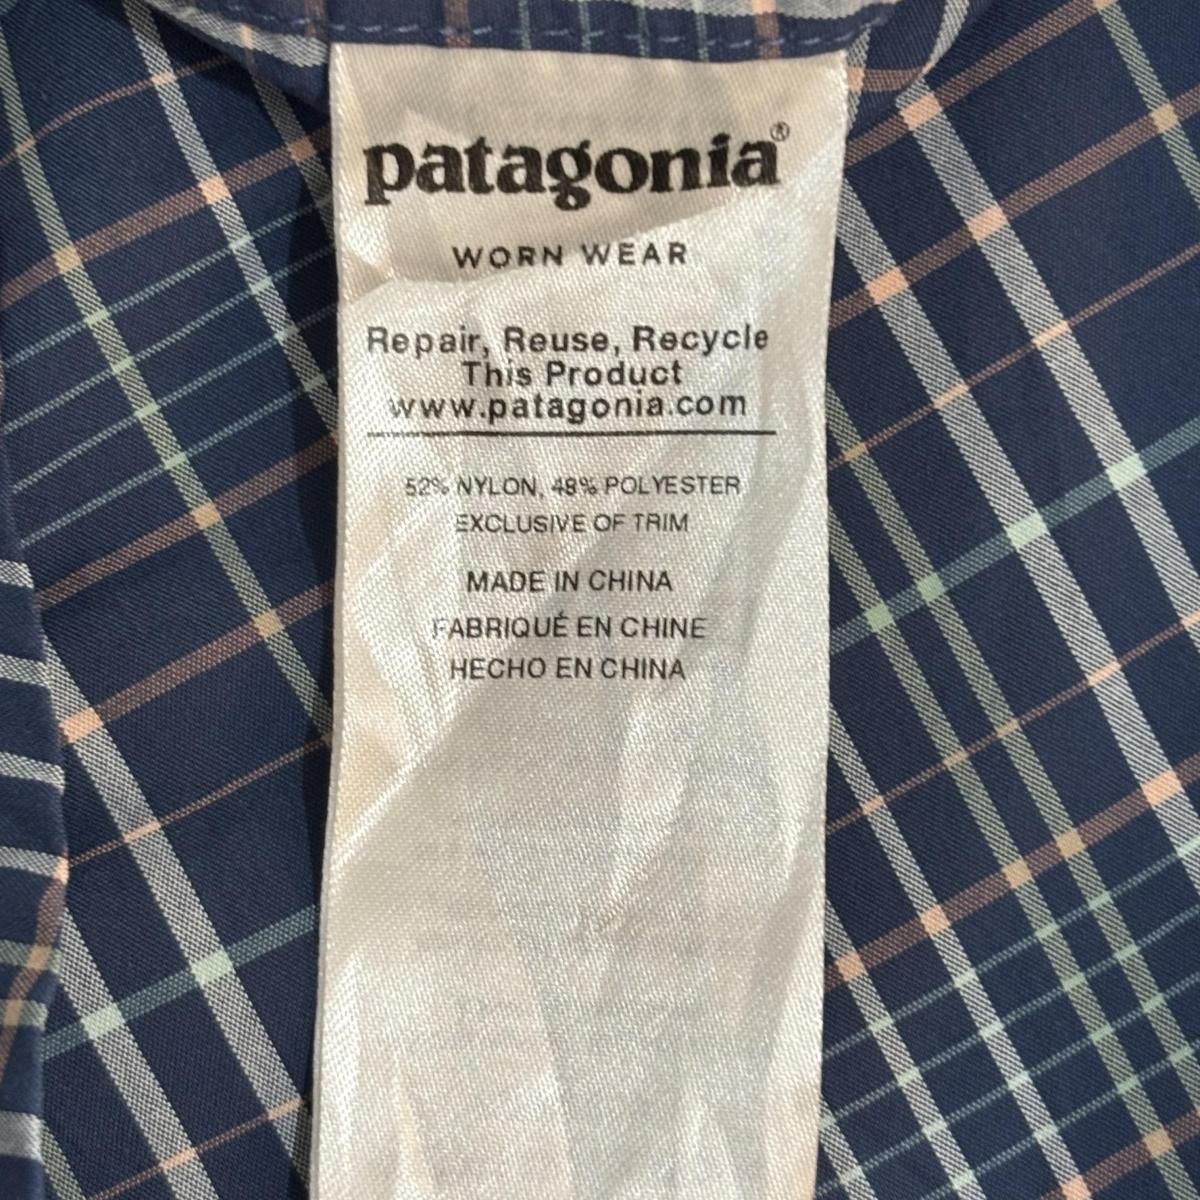 patagonia®
WORN WEAR
Repair, Reuse, Recycle
This Product
www.patagonia.com
52% NYLON, 48% POLYESTER
EXCLUSIVE OF TRIM
MADE IN CHINA
FABRIQUÉ EN CHINE
HECHO EN CHINA